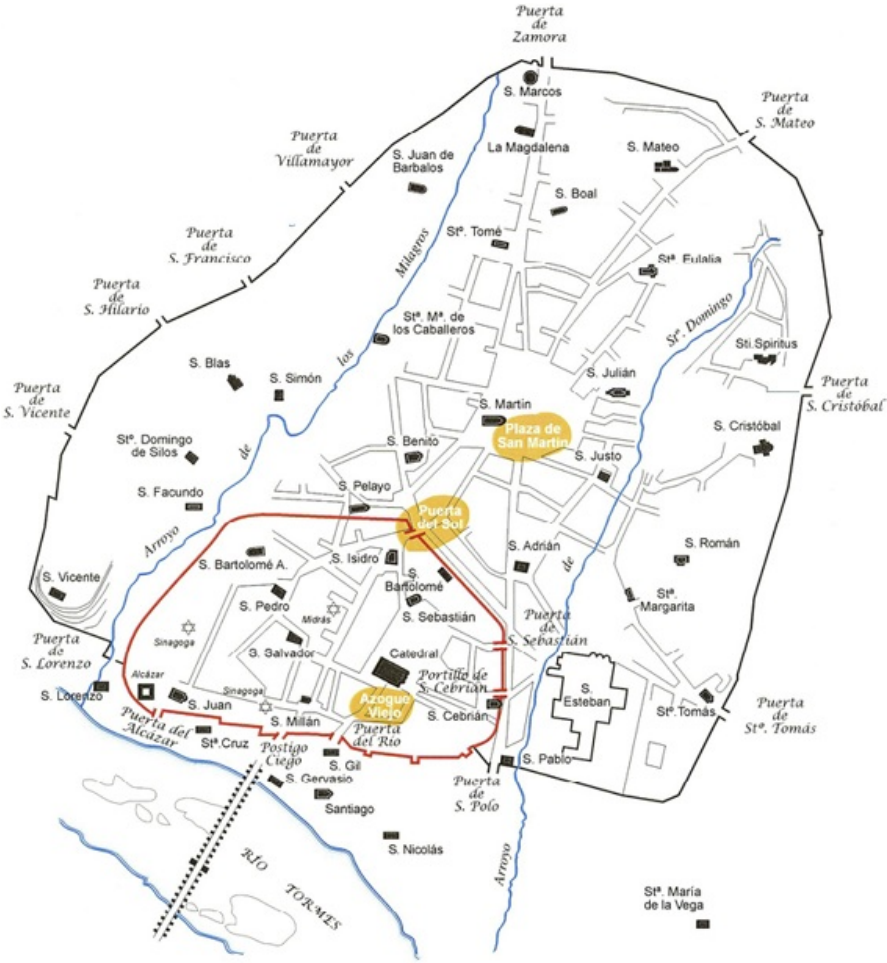 Puerta
de
Zamora
S. Marcos
Puerta
de
S. Mateo
La Magdalena
S. Mateo
Puerta
de
Villamayor
S. Juan de
Barbalos
S. Boal
Stº. Tomé
Milagros
Puerta
de
S. Francisco
Stª. Eulalia
Puerta
de
S. Hilario
Stª. Mª. de
los Caballeros
Stº. Domingo
los
Sti.Spiritus
S. Blas
S. Simón
S. Julián
Puerta
de
S. Vicente
Puerta
de
S. Cristóbal
S. Martín
Plaza de
San Martín
S. Cristóbal
Stº. Domingo
de Silos
de
S. Benito
S. Justo
S. Pelayo
S. Facundo
Puerta
del Sol
Arroyo
S. Adrián
S. Román
S. Bartolomé A.
S. Isidro
de
S. Vicente
S.
Bartolomé
S. Pedro
Midrás
S. Sebastián
Stª.
Margarita
Puerta
de
S. Sebastián
Sinagoga
Puerta
de
S. Lorenzo
S. Salvador
Catedral
Portillo de
S. Cebrián
Alcázar
S. Lorenzo
S. Juan
Sinagoga
Azogue
Viejo
S. Cebrián
S.
Esteban
Stº.Tomás
Puerta
de
Stº. Tomás
Puerta del
Alcázar
S. Millán
Puerta
del Río
Stª.Cruz
Postigo
Ciego
S. Gil
S. Pablo
S. Gervasio
Puerta
de
S. Polo
Santiago
S. Nicolás
Arroyo
RÍO
TORMES
Stª. María
de la Vega